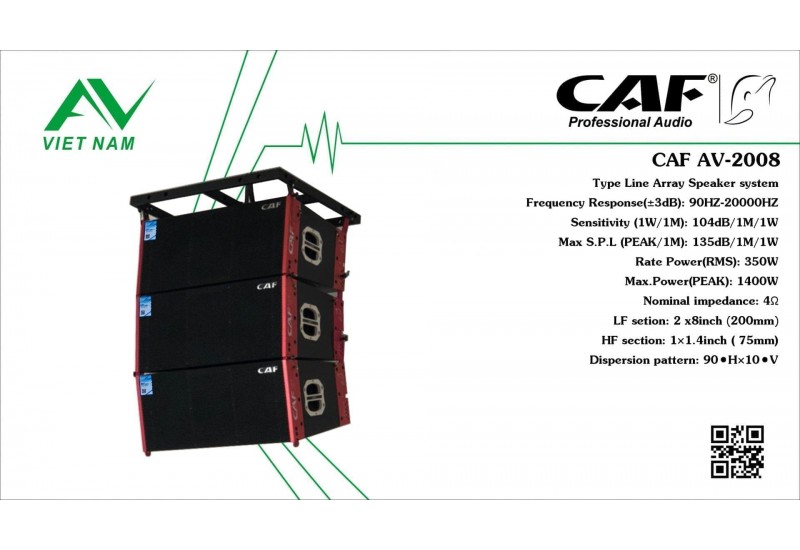 AV
VIET NAM
CAF®
Professional Audio
CAF AV-2008
Type Line Array Speaker system
Frequency Response(±3dB): 90HZ-20000HZ
Sensitivity (1W/1M): 104dB/1M/1W
Max S.P.L (PEAK/1M): 135dB/1M/1W
Rate Power(RMS): 350W
Max.Power(PEAK): 1400W
Nominal impedance: 4Ω
LF setion: 2 x8inch (200mm)
HF section: 1×1.4inch ( 75mm)
Dispersion pattern: 90●H×10●V
CAF
CAF
CAF
CAF
CAF
CAF